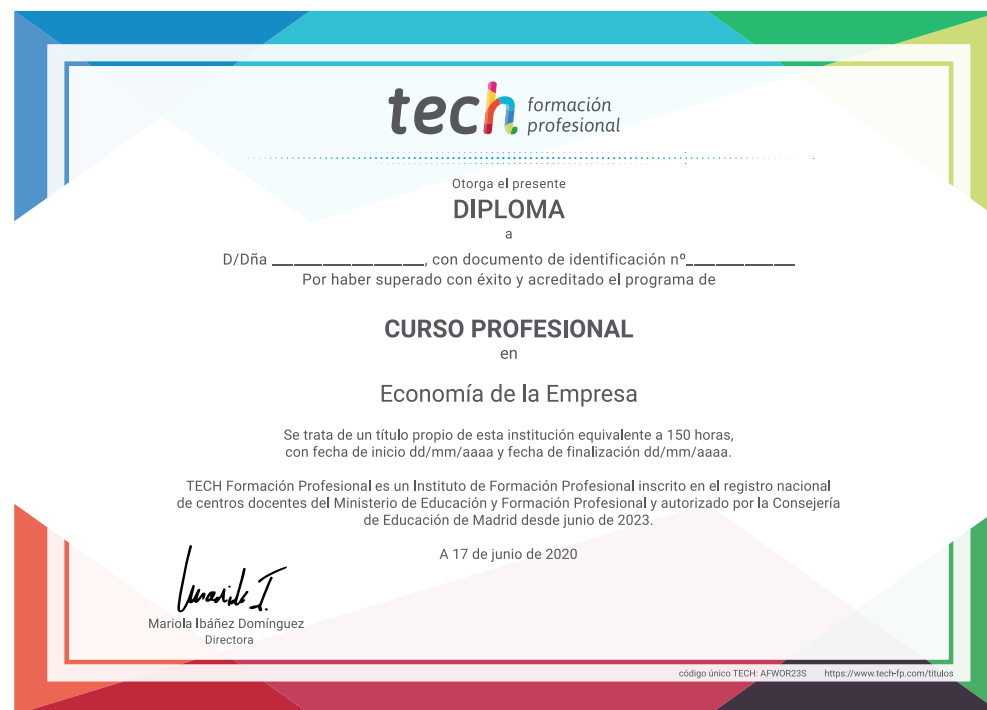 tech formación
profesional
Otorga el presente
DIPLOMA
a
D/Dña ____________________, con documento de identificación nº______________
Por haber superado con éxito y acreditado el programa de
CURSO PROFESIONAL
en
Economía de la Empresa
Se trata de un título propio de esta institución equivalente a 150 horas,
con fecha de inicio dd/mm/aaaa y fecha de finalización dd/mm/aaaa.
TECH Formación Profesional es un Instituto de Formación Profesional inscrito en el registro nacional
de centros docentes del Ministerio de Educación y Formación Profesional y autorizado por la Consejería
de Educación de Madrid desde junio de 2023.
A 17 de junio de 2020
Mariola Ibáñez Domínguez
Directora
código único TECH: AFWOR23S https://www.tech-fp.com/titulos